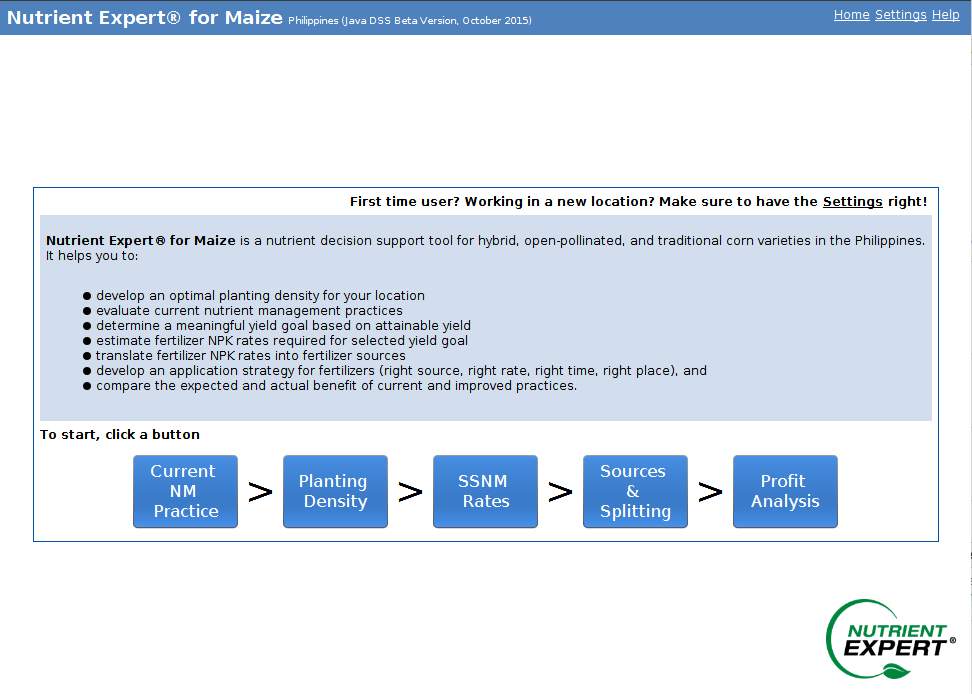 Nutrient Expert® for Maize Philippines (Java DSS Beta Version, October 2015)
Home Settings Help
First time user? Working in a new location? Make sure to have the Settings right!
Nutrient Expert® for Maize is a nutrient decision support tool for hybrid, open-pollinated, and traditional corn varieties in the Philippines.
It helps you to:
● develop an optimal planting density for your location
● evaluate current nutrient management practices
● determine a meaningful yield goal based on attainable yield
● estimate fertilizer NPK rates required for selected yield goal
● translate fertilizer NPK rates into fertilizer sources
● develop an application strategy for fertilizers (right source, right rate, right time, right place), and
● compare the expected and actual benefit of current and improved practices.
To start, click a button
Current
NM
Practice
>
Planting
Density
>
SSNM
Rates
>
Sources
&
Splitting
>
Profit
Analysis
NUTRIENT
EXPERT®